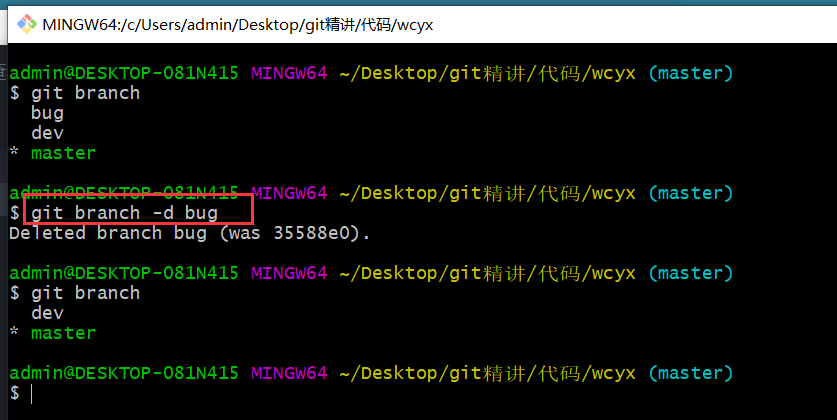 MINGW64:/c/Users/admin/Desktop/git精讲/代码/wcyx
admin@DESKTOP-O81N415 MINGW64 ~/Desktop/git精讲/代码/wcyx (master)
$ git branch
bug
dev
* master
admin@DESKTOP-O81N415 MINGW64 ~/Desktop/git精讲/代码/wcyx (master)
$ git branch -d bug
Deleted branch bug (was 35588e0).
admin@DESKTOP-O81N415 MINGW64 ~/Desktop/git精讲/代码/wcyx (master)
$ git branch
dev
* master
admin@DESKTOP-O81N415 MINGW64 ~/Desktop/git精讲/代码/wcyx (master)
$